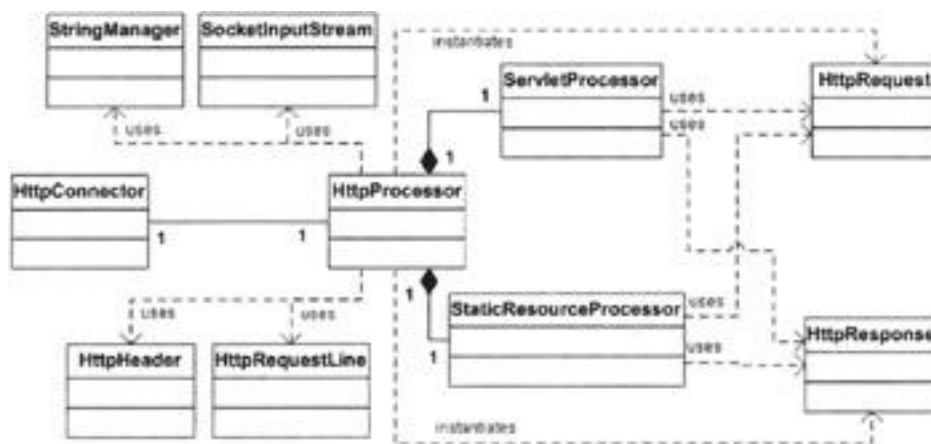 StringManager SocketInputStream
instantiates
ServletProcessor HttpRequest
1 uses
uses uses uses
1
HttpConnector HttpProcessor
1 1
1 StaticResourceProcessor uses
uses uses HttpResponse
1 uses
HttpHeader HttpRequestLine
instantiates